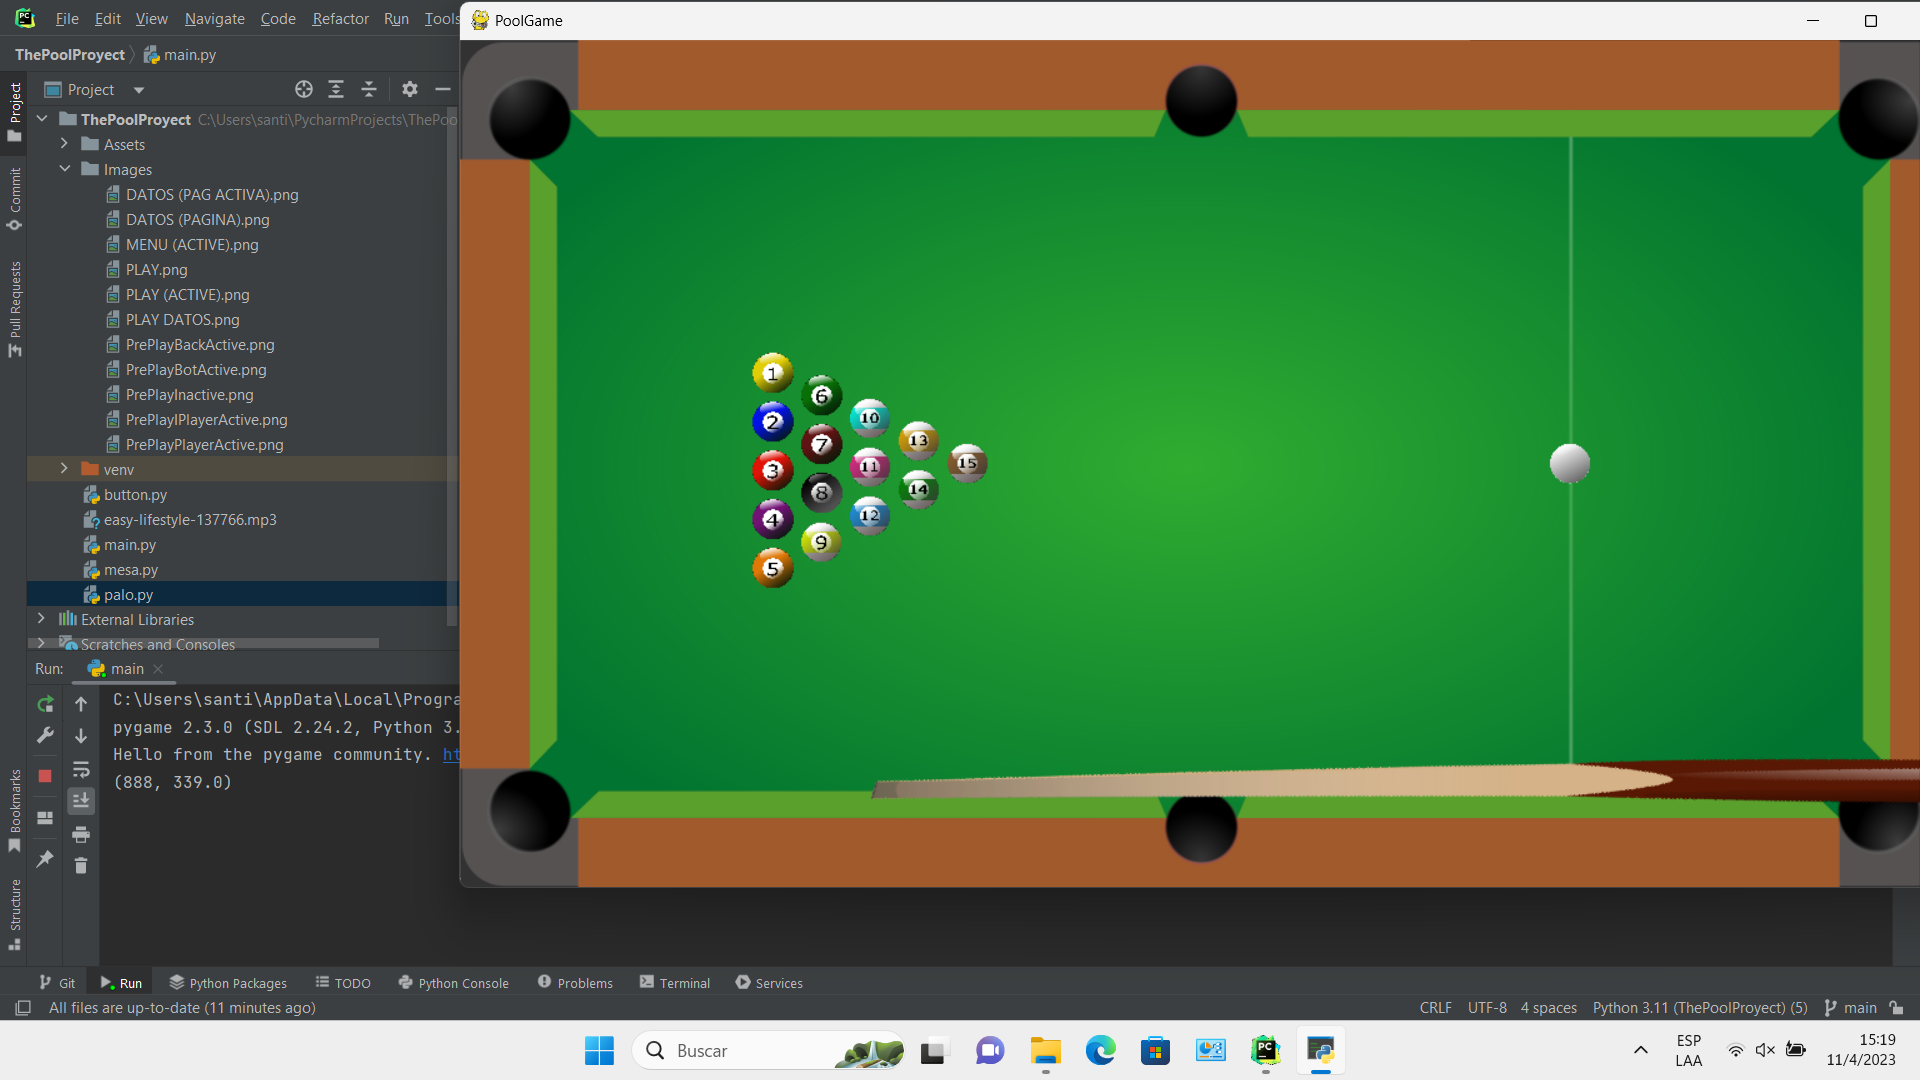 File Edit View Navigate Code Refactor Run Tools
PoolGame
ThePoolProyect main.py
Project
ThePoolProyect C:\Users\santi\PycharmProjects\ThePoo
Assets
Images
DATOS (PAG ACTIVA).png
DATOS (PAGINA).png
MENU (ACTIVE).png
PLAY.png
PLAY (ACTIVE).png
PLAY DATOS.png
PrePlayBackActive.png
PrePlayBotActive.png
PrePlayInactive.png
PrePlayIPlayerActive.png
PrePlayPlayerActive.png
venv
button.py
easy-lifestyle-137766.mp3
main.py
mesa.py
palo.py
External Libraries
Scratches and Consoles
Project
Commit
Pull Requests
Bookmarks
Structure
1
2
3
4
5
6
7
8
9
10
11
12
13
14
15
Run: main
C:\Users\santi\AppData\Local\Progra
pygame 2.3.0 (SDL 2.24.2, Python 3.
Hello from the pygame community. ht
(888, 339.0)
Git Run Python Packages TODO Python Console Problems Terminal Services
All files are up-to-date (11 minutes ago)
CRLF UTF-8 4 spaces Python 3.11 (ThePoolProyect) (5) main
Buscar
ESP
LAA
15:19
11/4/2023